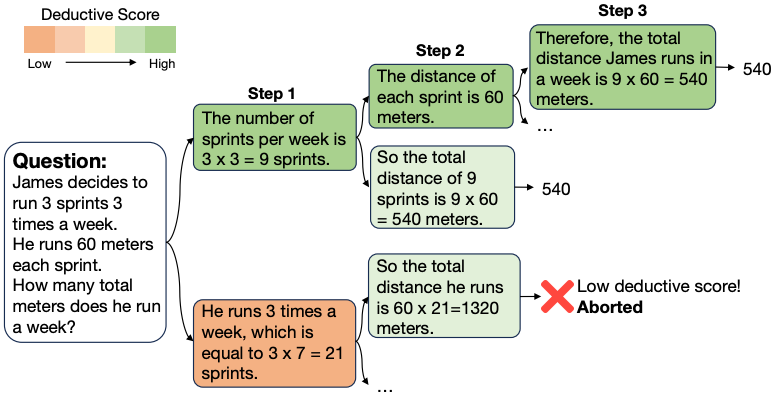 Deductive Score
Low
High
Question:
James decides to
run 3 sprints 3
times a week.
He runs 60 meters
each sprint.
How many total
meters does he run
a week?
Step 1
The number of
sprints per week is
3 x 3 = 9 sprints.
He runs 3 times a
week, which is
equal to 3 x 7 = 21
sprints.
Step 2
The distance of
each sprint is 60
meters.
So the total
distance of 9
sprints is 9 x 60
= 540 meters.
540
So the total
distance he runs
is 60 x 21=1320
meters.
...
Low deductive score!
Aborted
Step 3
Therefore, the total
distance James runs in
a week is 9 x 60 = 540
meters.
540
...